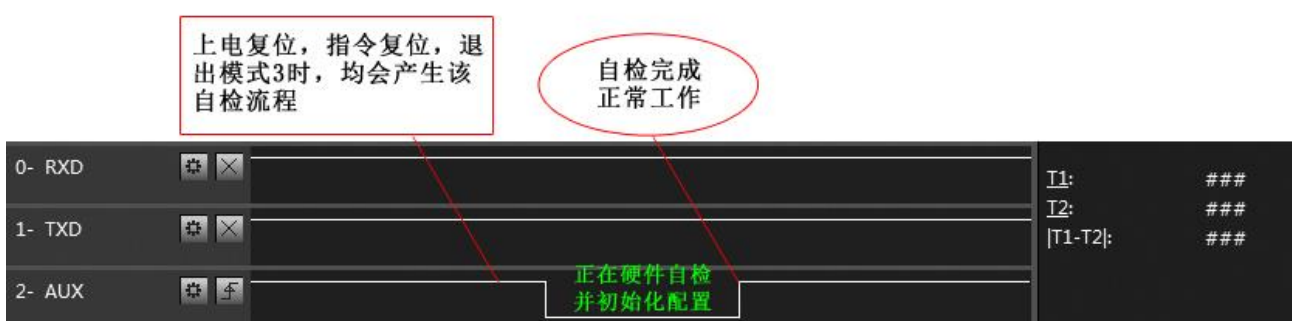 上电复位，指令复位，退
出模式3时，均会产生该
自检流程
自检完成
正常工作
0- RXD
T1: ###
T2: ###
1- TXD
|T1-T2|: ###
正在硬件自检
2- AUX
并初始化配置